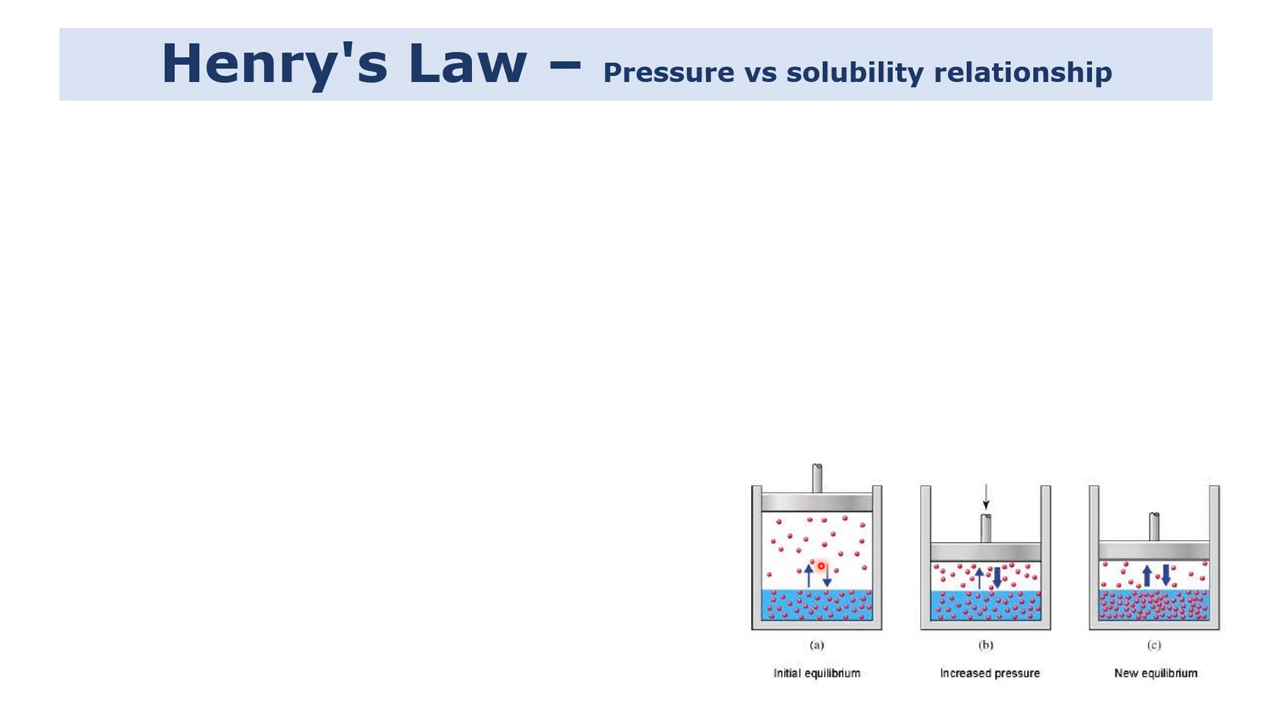 Henry's Law – Pressure vs solubility relationship
(a)
(b)
(c)
Initial equilibrium
Increased pressure
New equilibrium